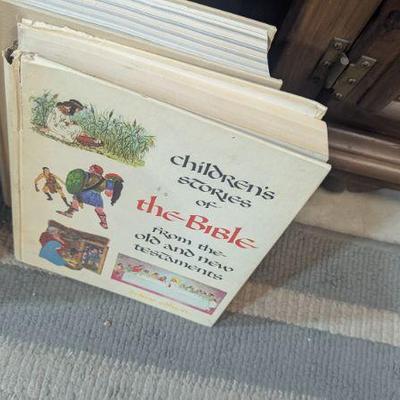 children's
stories
of
the Bible
from the
old and new
testaments